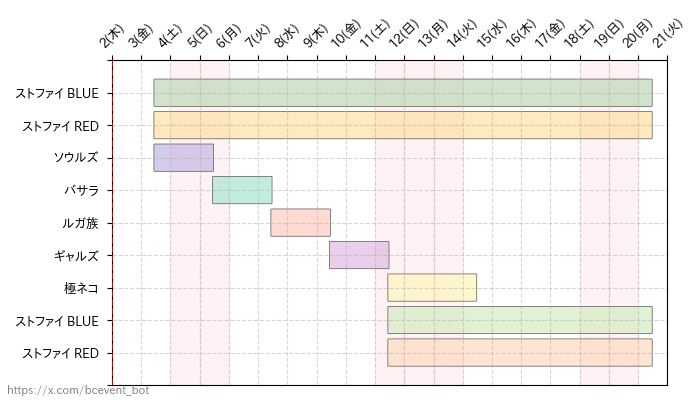 2(木) 3(金) 4(土) 5(日) 6(月) 7(火) 8(水) 9(木) 10(金) 11(土) 12(日) 13(月) 14(火) 15(水) 16(木) 17(金) 18(土) 19(日) 20(月) 21(火)
ストファイ BLUE
ストファイ RED
ソウルズ
バサラ
ルガ族
ギャルズ
極ネコ
ストファイ BLUE
ストファイ RED
https://x.com/bcevent_bot